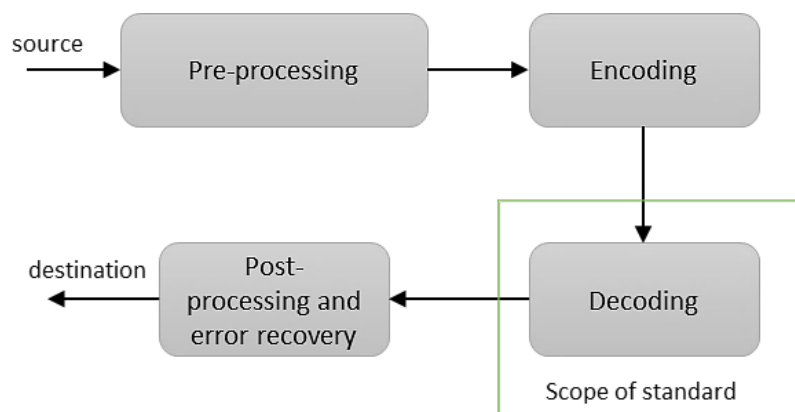 source
Pre-processing
Encoding
destination
Post-
processing and
error recovery
Decoding
Scope of standard